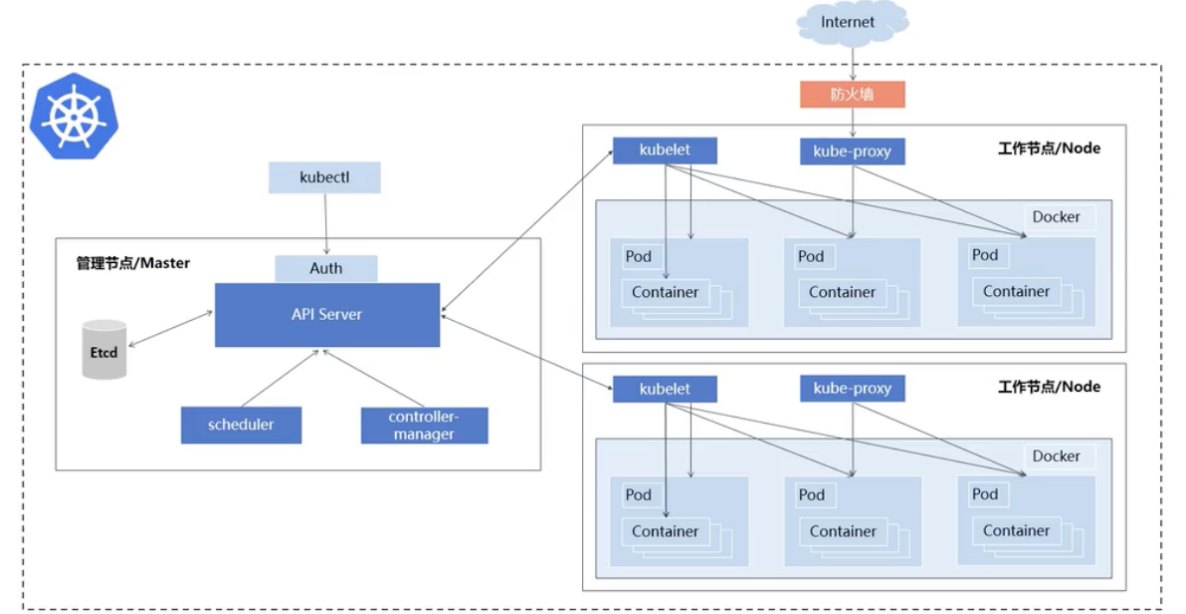 Internet
防火墙
kubectl
管理节点/Master
Auth
API Server
Etcd
scheduler
controller-
manager
kubelet
kube-proxy
工作节点/Node
Docker
Pod
Container
Pod
Container
Pod
Container
kubelet
kube-proxy
工作节点/Node
Docker
Pod
Container
Pod
Container
Pod
Container